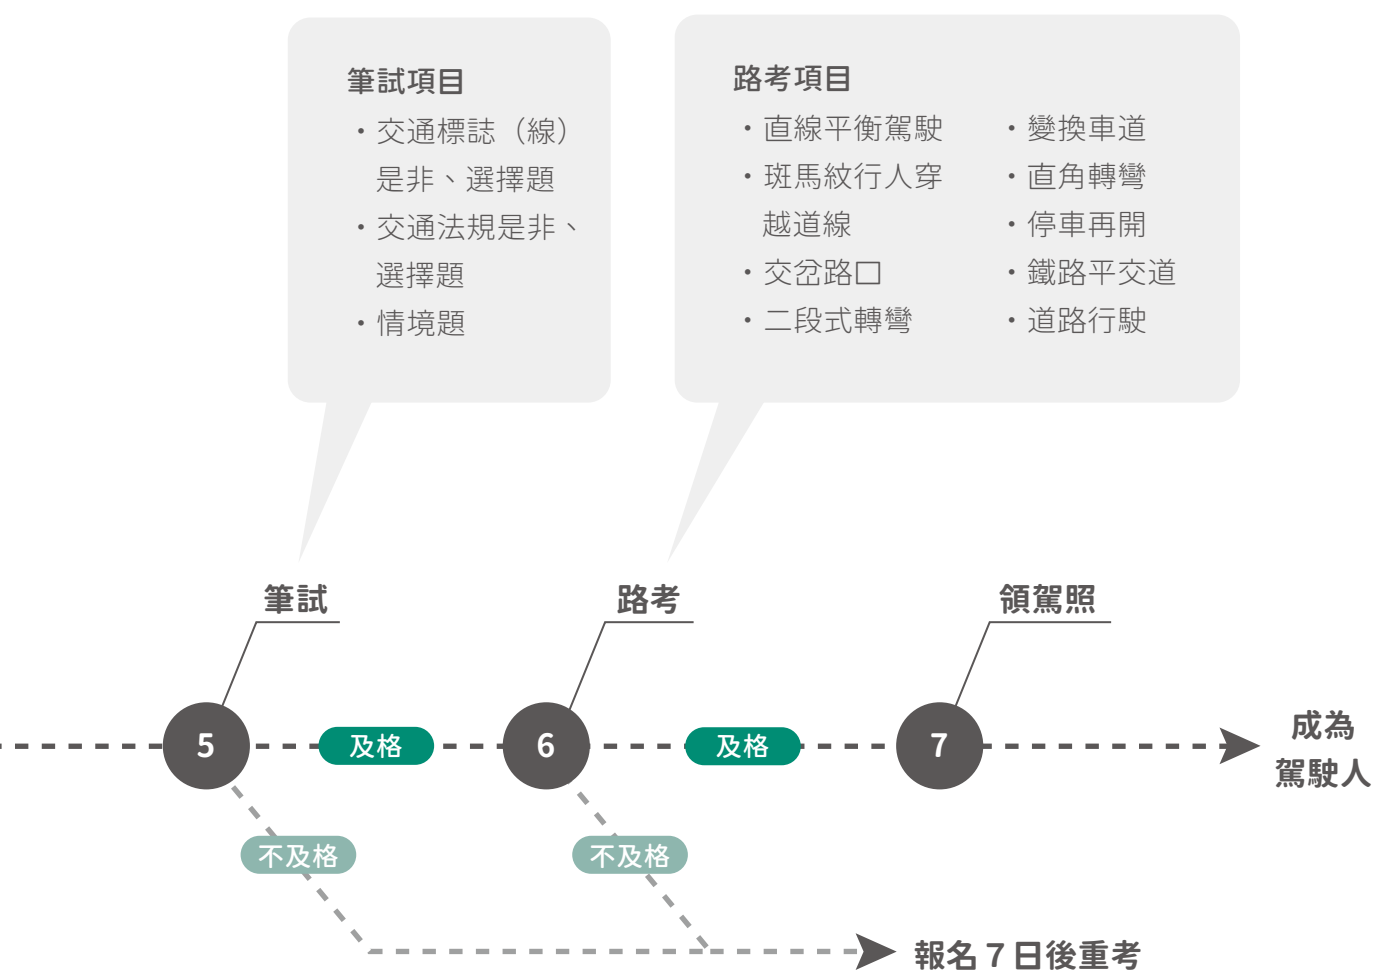 筆試項目
・交通標誌（線）
是非、選擇題
・交通法規是非、
選擇題
・情境題
路考項目
・直線平衡駕駛
・斑馬紋行人穿
越道線
・交岔路口
・二段式轉彎
・變換車道
・直角轉彎
・停車再開
・鐵路平交道
・道路行駛
筆試
路考
領駕照
5
及格
6
及格
7
成為
駕駛人
不及格
不及格
報名７日後重考